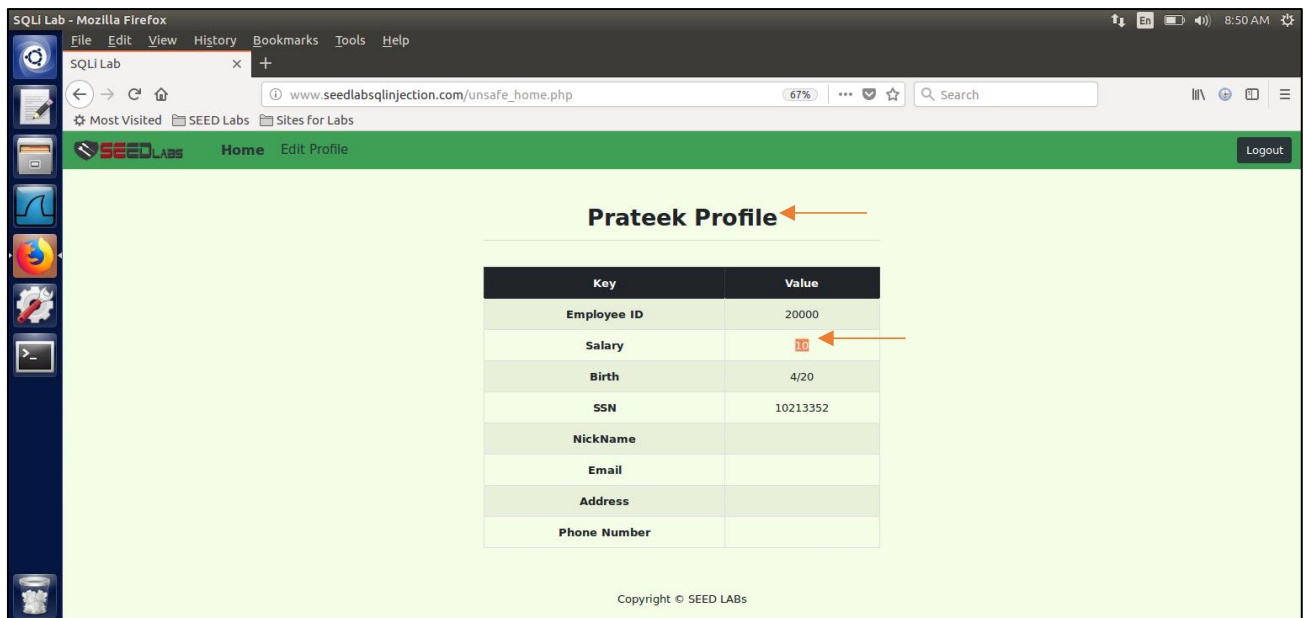 SQLi Lab - Mozilla Firefox En 8:50 AM
File Edit View History Bookmarks Tools Help
SQLi Lab × +
www.seedlabsqlinjection.com/unsafe_home.php 67% Search
Most Visited SEED Labs Sites for Labs
SEEDLABS Home Edit Profile Logout
Prateek Profile
Key Value
Employee ID 20000
Salary 10
Birth 4/20
SSN 10213352
NickName
Email
Address
Phone Number
Copyright © SEED LABs